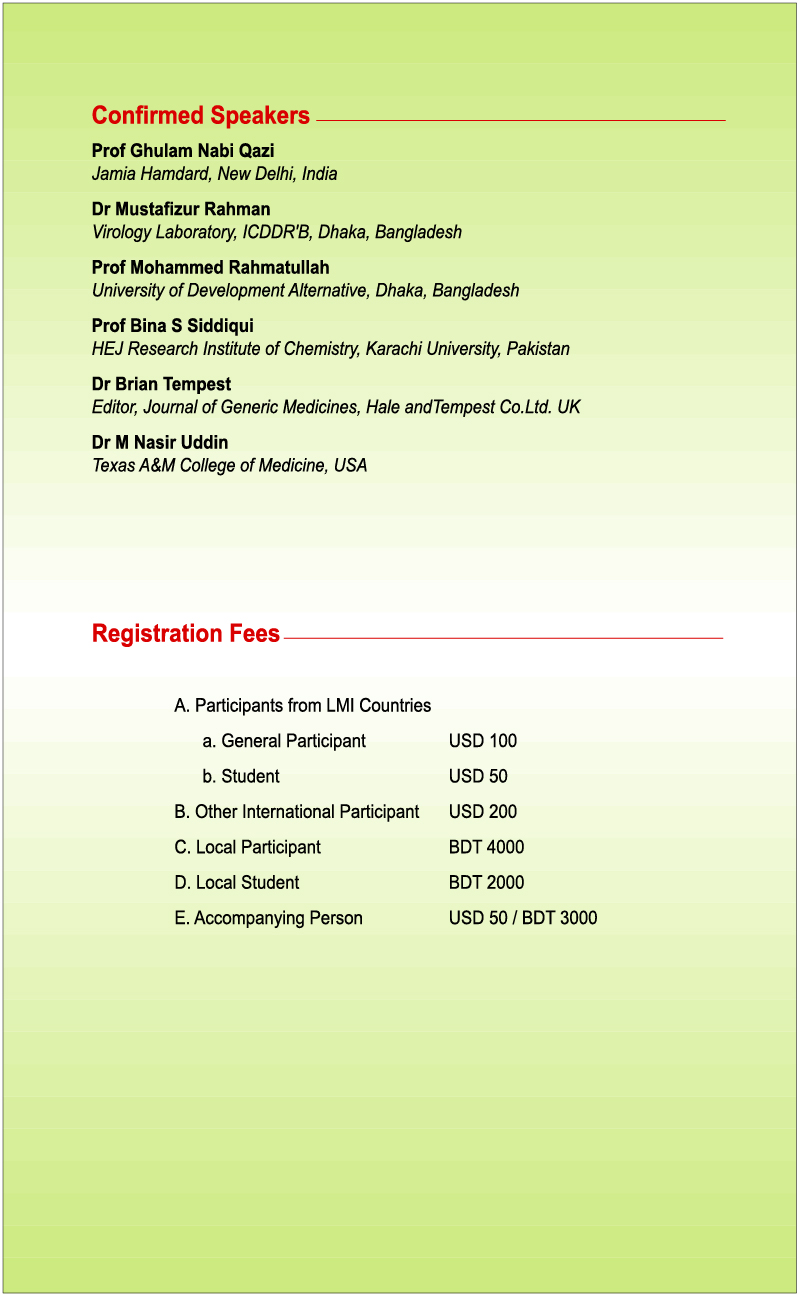 Confirmed Speakers
Prof Ghulam Nabi Qazi
Jamia Hamdard, New Delhi, India
Dr Mustafizur Rahman
Virology Laboratory, ICDDR'B, Dhaka, Bangladesh
Prof Mohammed Rahmatullah
University of Development Alternative, Dhaka, Bangladesh
Prof Bina S Siddiqui
HEJ Research Institute of Chemistry, Karachi University, Pakistan
Dr Brian Tempest
Editor, Journal of Generic Medicines, Hale andTempest Co.Ltd. UK
Dr M Nasir Uddin
Texas A&M College of Medicine, USA
Registration Fees
A. Participants from LMI Countries
a. General Participant USD 100
b. Student USD 50
B. Other International Participant USD 200
C. Local Participant BDT 4000
D. Local Student BDT 2000
E. Accompanying Person USD 50 / BDT 3000